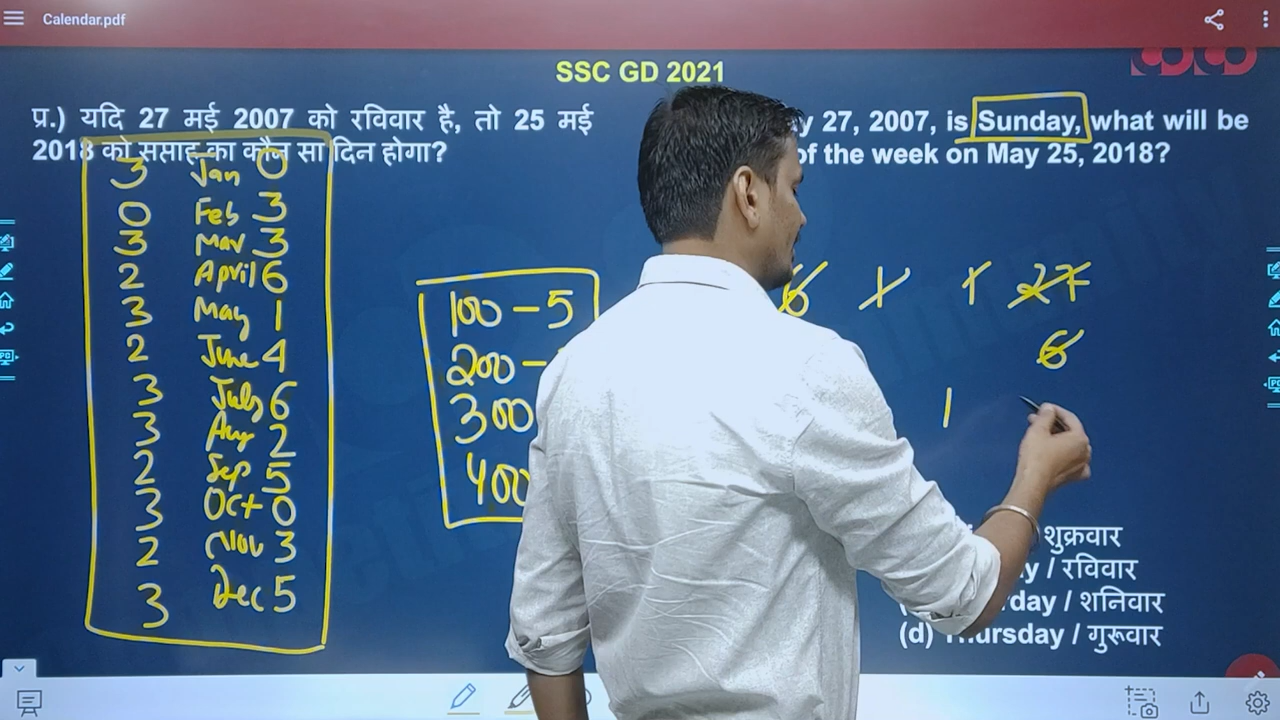 Calendar.pdf
SSC GD 2021
प्र.) यदि 27 मई 2007 को रविवार है, तो 25 मई
2018 को सप्ताह का कौन सा दिन होगा?
27, 2007, is Sunday, what will be
of the week on May 25, 2018?
3 Jan 0
0 Feb 3
3 Mar 3
2 April 6
3 May 1
2 June 4
3 July 6
3 Aug 2
2 Sep 5
3 Oct 0
2 Nov 3
3 Dec 5
100 - 5
200 -
300
400
6 1 1 27
6
1
शुक्रवार
/ रविवार
/ शनिवार
(d) Thursday / गुरूवार